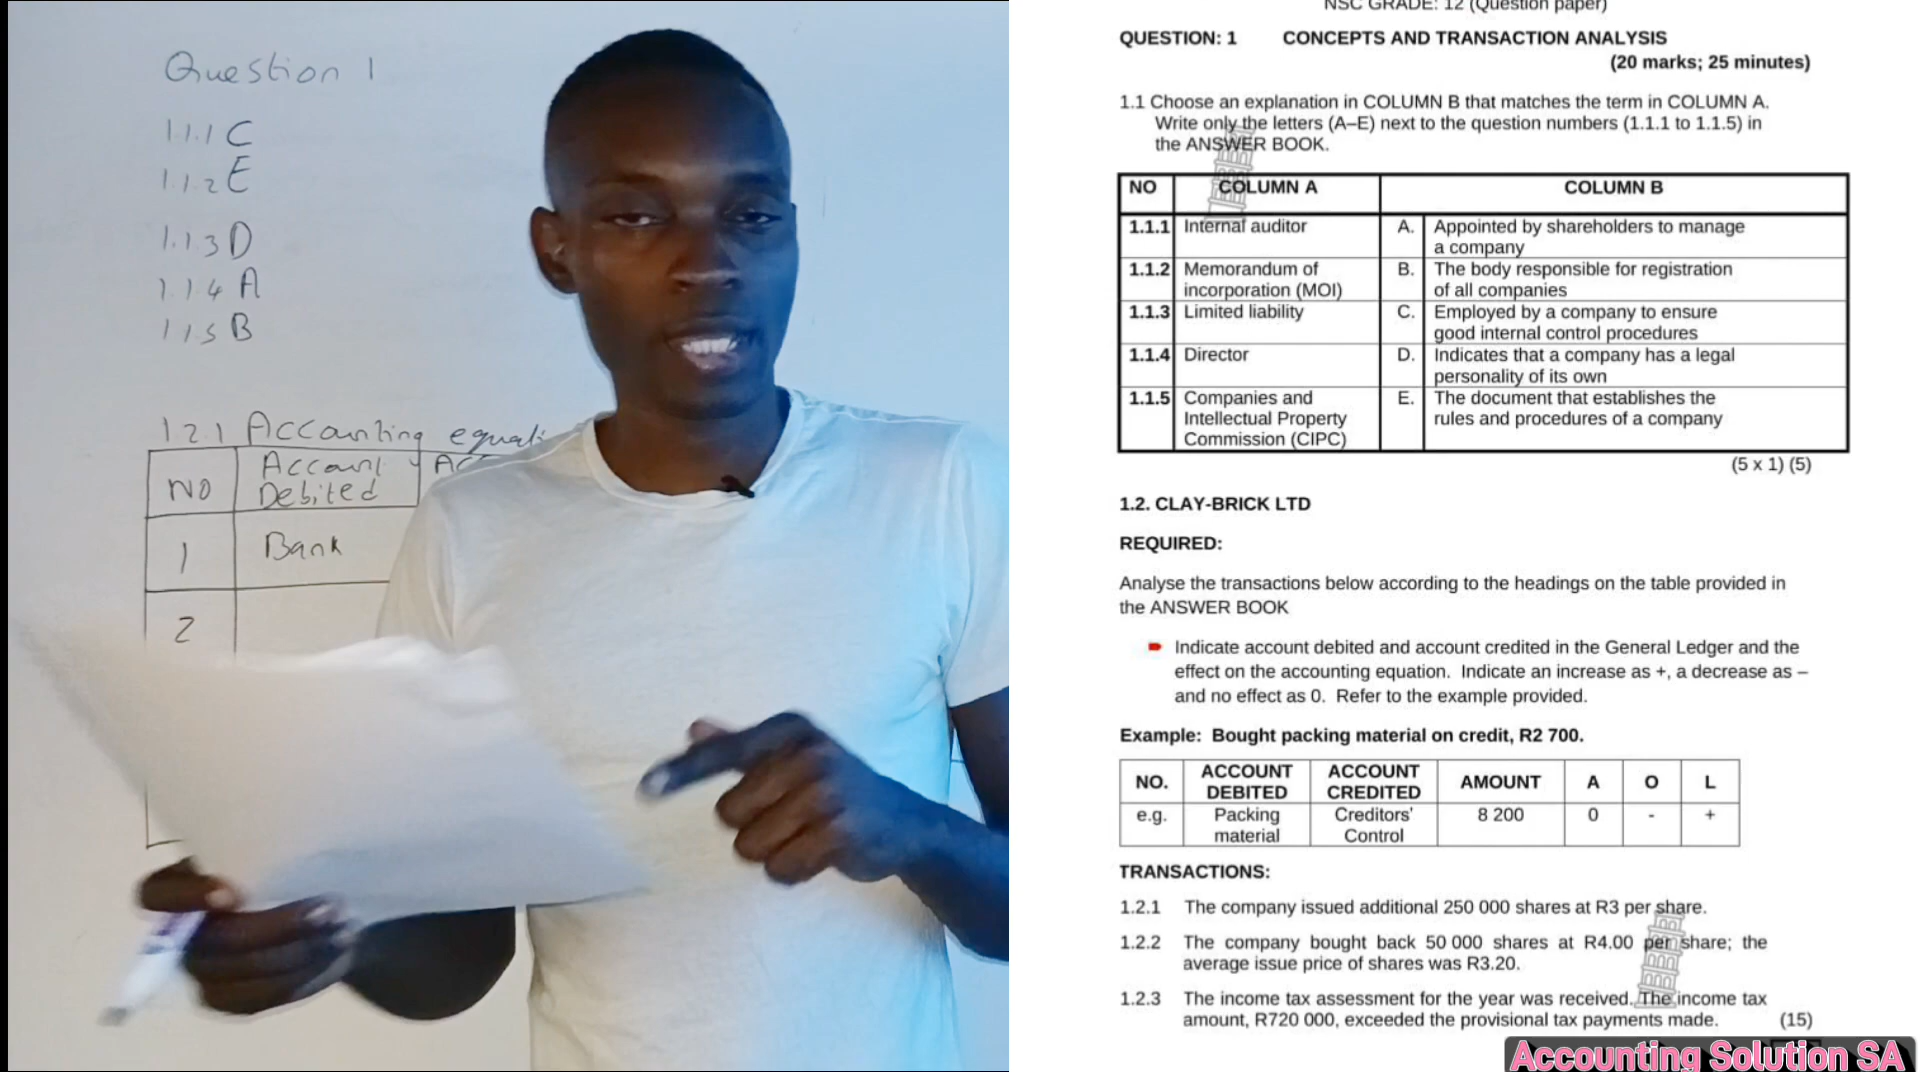 Question 1
1.1.1 C
1.1.2 E
1.1.3 D
1.1.4 A
1.1.5 B
1.2.1 Accounting equati
NO Account Debited Acc
1 Bank
2
NSC GRADE: 12 (Question paper)
QUESTION: 1 CONCEPTS AND TRANSACTION ANALYSIS
(20 marks; 25 minutes)
1.1 Choose an explanation in COLUMN B that matches the term in COLUMN A.
Write only the letters (A–E) next to the question numbers (1.1.1 to 1.1.5) in
the ANSWER BOOK.
NO COLUMN A COLUMN B
1.1.1 Internal auditor A. Appointed by shareholders to manage
a company
1.1.2 Memorandum of B. The body responsible for registration
incorporation (MOI) of all companies
1.1.3 Limited liability C. Employed by a company to ensure
good internal control procedures
1.1.4 Director D. Indicates that a company has a legal
personality of its own
1.1.5 Companies and E. The document that establishes the
Intellectual Property rules and procedures of a company
Commission (CIPC)
(5 x 1) (5)
1.2. CLAY-BRICK LTD
REQUIRED:
Analyse the transactions below according to the headings on the table provided in
the ANSWER BOOK
Indicate account debited and account credited in the General Ledger and the
effect on the accounting equation. Indicate an increase as +, a decrease as –
and no effect as 0. Refer to the example provided.
Example: Bought packing material on credit, R2 700.
NO. ACCOUNT DEBITED ACCOUNT CREDITED AMOUNT A O L
e.g. Packing material Creditors' Control 8 200 0 - +
TRANSACTIONS:
1.2.1 The company issued additional 250 000 shares at R3 per share.
1.2.2 The company bought back 50 000 shares at R4.00 per share; the
average issue price of shares was R3.20.
1.2.3 The income tax assessment for the year was received. The income tax
amount, R720 000, exceeded the provisional tax payments made. (15)
Accounting Solution SA